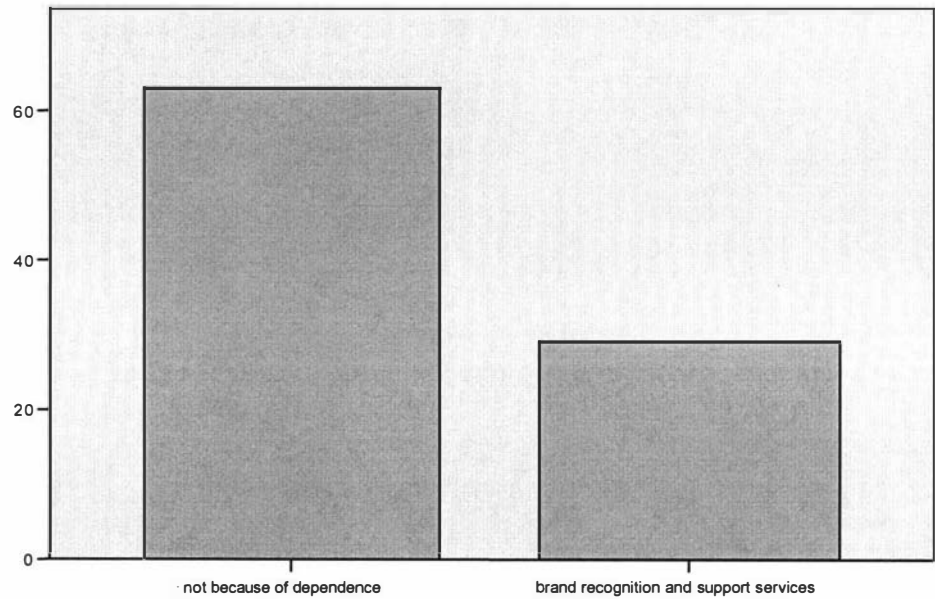 60
40
20
0
not because of dependence
brand recognition and support services